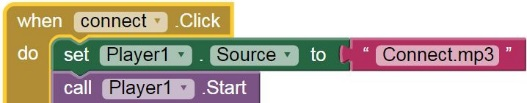 when connect .Click
do set Player1 . Source to " Connect.mp3 "
call Player1 .Start